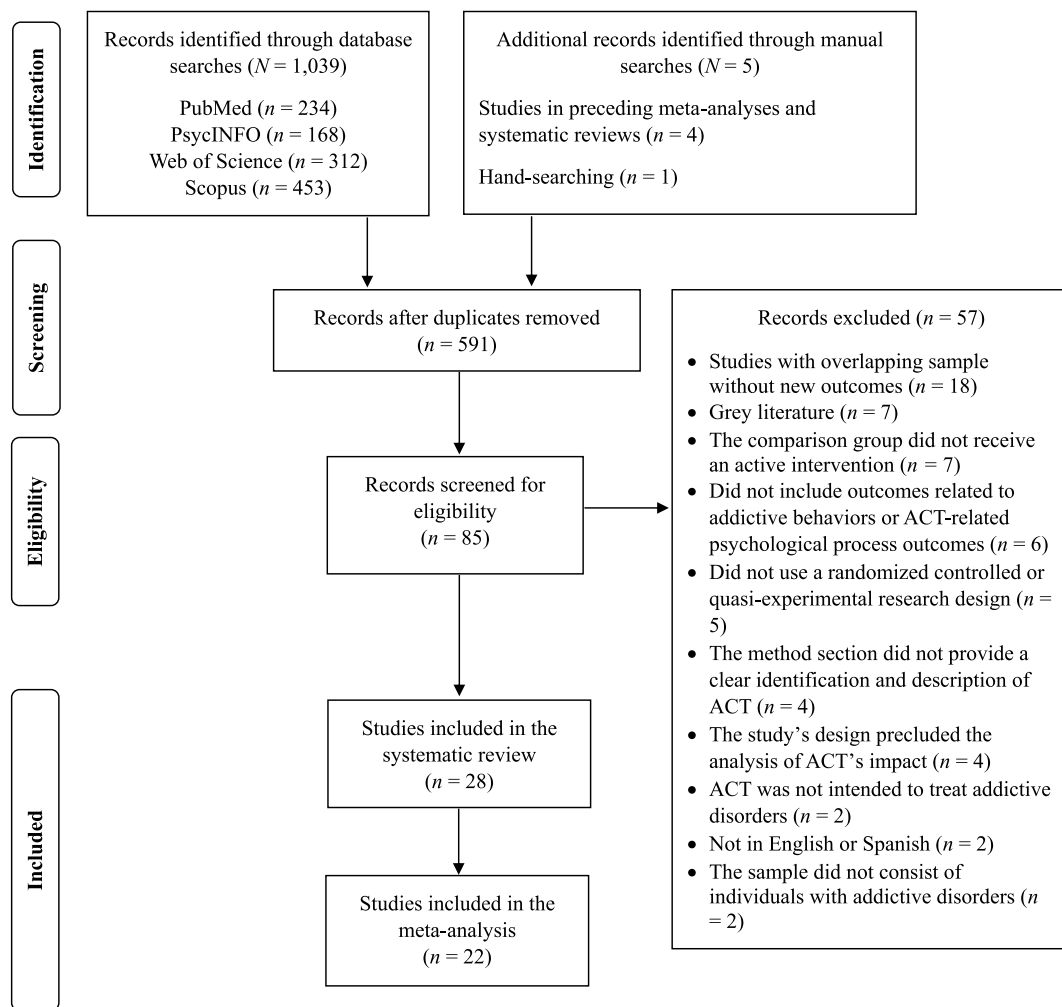 Identification
Records identified through database
searches (N = 1,039)
PubMed (n = 234)
PsycINFO (n = 168)
Web of Science (n = 312)
Scopus (n = 453)
Additional records identified through manual
searches (N = 5)
Studies in preceding meta-analyses and
systematic reviews (n = 4)
Hand-searching (n = 1)
Screening
Records after duplicates removed
(n = 591)
Eligibility
Records screened for
eligibility
(n = 85)
Records excluded (n = 57)
• Studies with overlapping sample
without new outcomes (n = 18)
• Grey literature (n = 7)
• The comparison group did not receive
an active intervention (n = 7)
• Did not include outcomes related to
addictive behaviors or ACT-related
psychological process outcomes (n = 6)
• Did not use a randomized controlled or
quasi-experimental research design (n =
5)
• The method section did not provide a
clear identification and description of
ACT (n = 4)
• The study’s design precluded the
analysis of ACT’s impact (n = 4)
• ACT was not intended to treat addictive
disorders (n = 2)
• Not in English or Spanish (n = 2)
• The sample did not consist of
individuals with addictive disorders (n
= 2)
Included
Studies included in the
systematic review
(n = 28)
Studies included in the
meta-analysis
(n = 22)